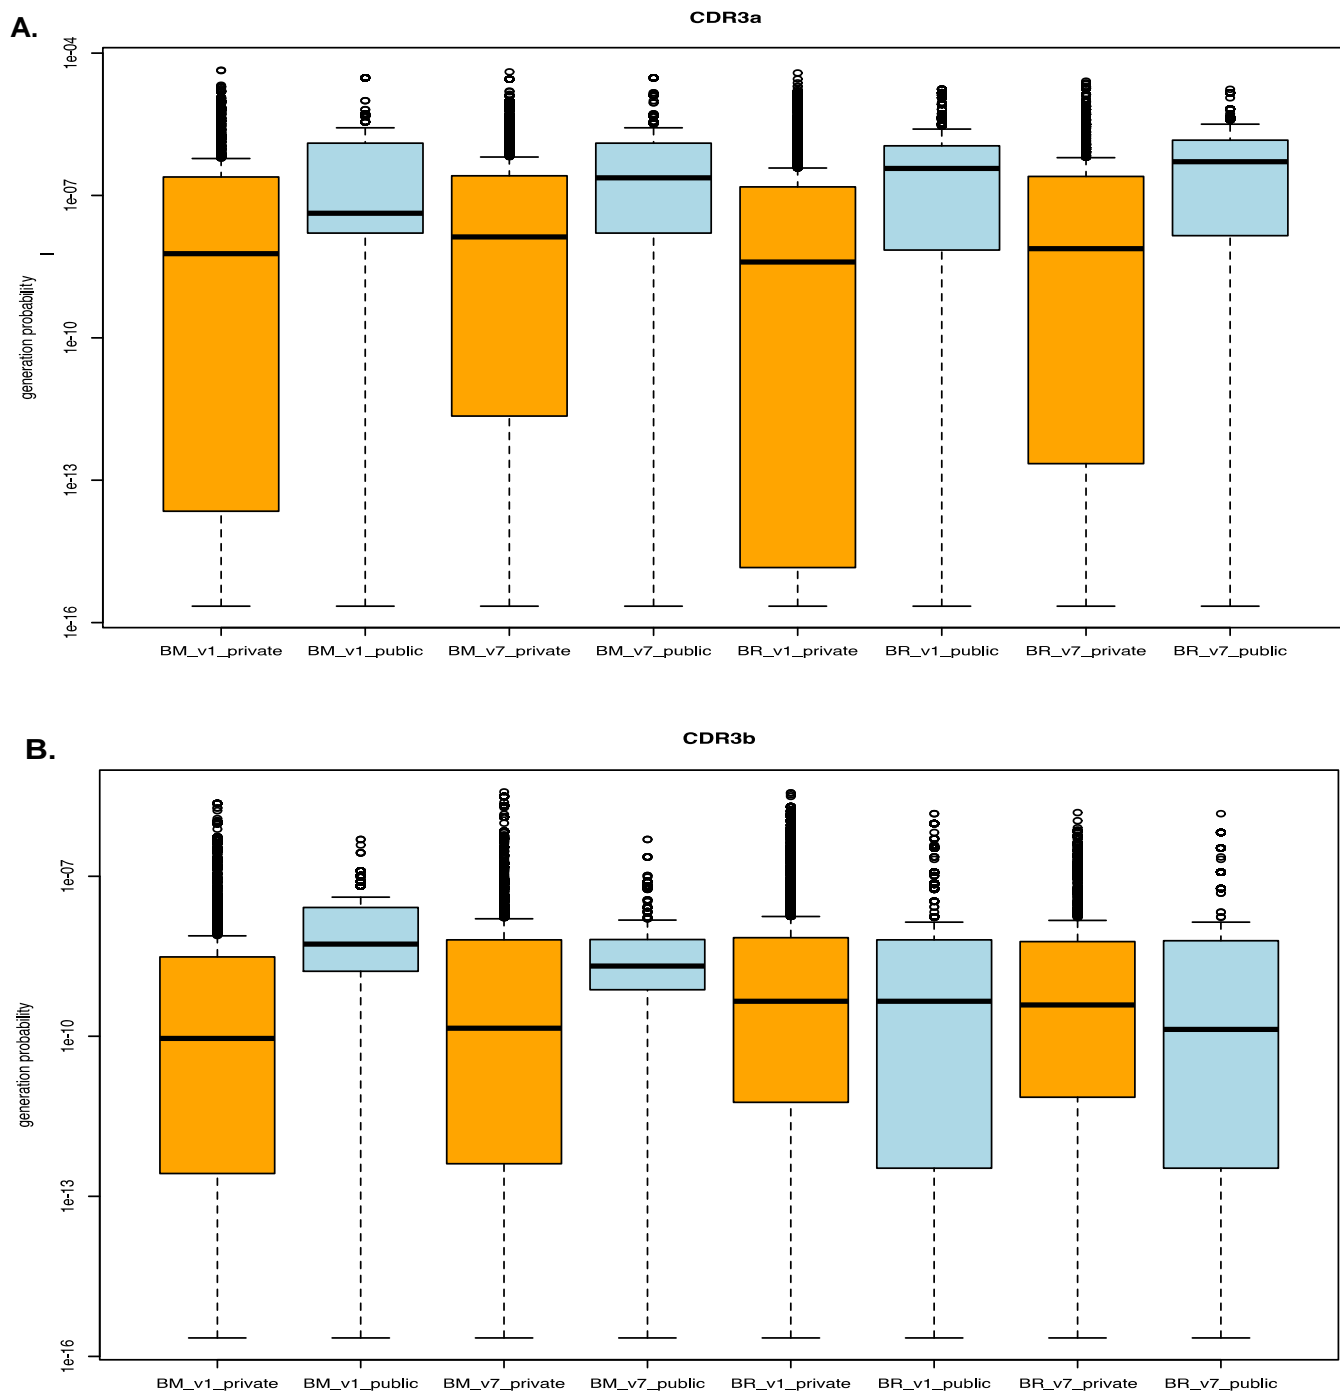 A.
CDR3a
generation probability
1e-04
1e-07
1e-10
1e-13
1e-16
BM_v1_private BM_v1_public BM_v7_private BM_v7_public BR_v1_private BR_v1_public BR_v7_private BR_v7_public
B.
CDR3b
generation probability
1e-07
1e-10
1e-13
1e-16
BM_v1_private BM_v1_public BM_v7_private BM_v7_public BR_v1_private BR_v1_public BR_v7_private BR_v7_public